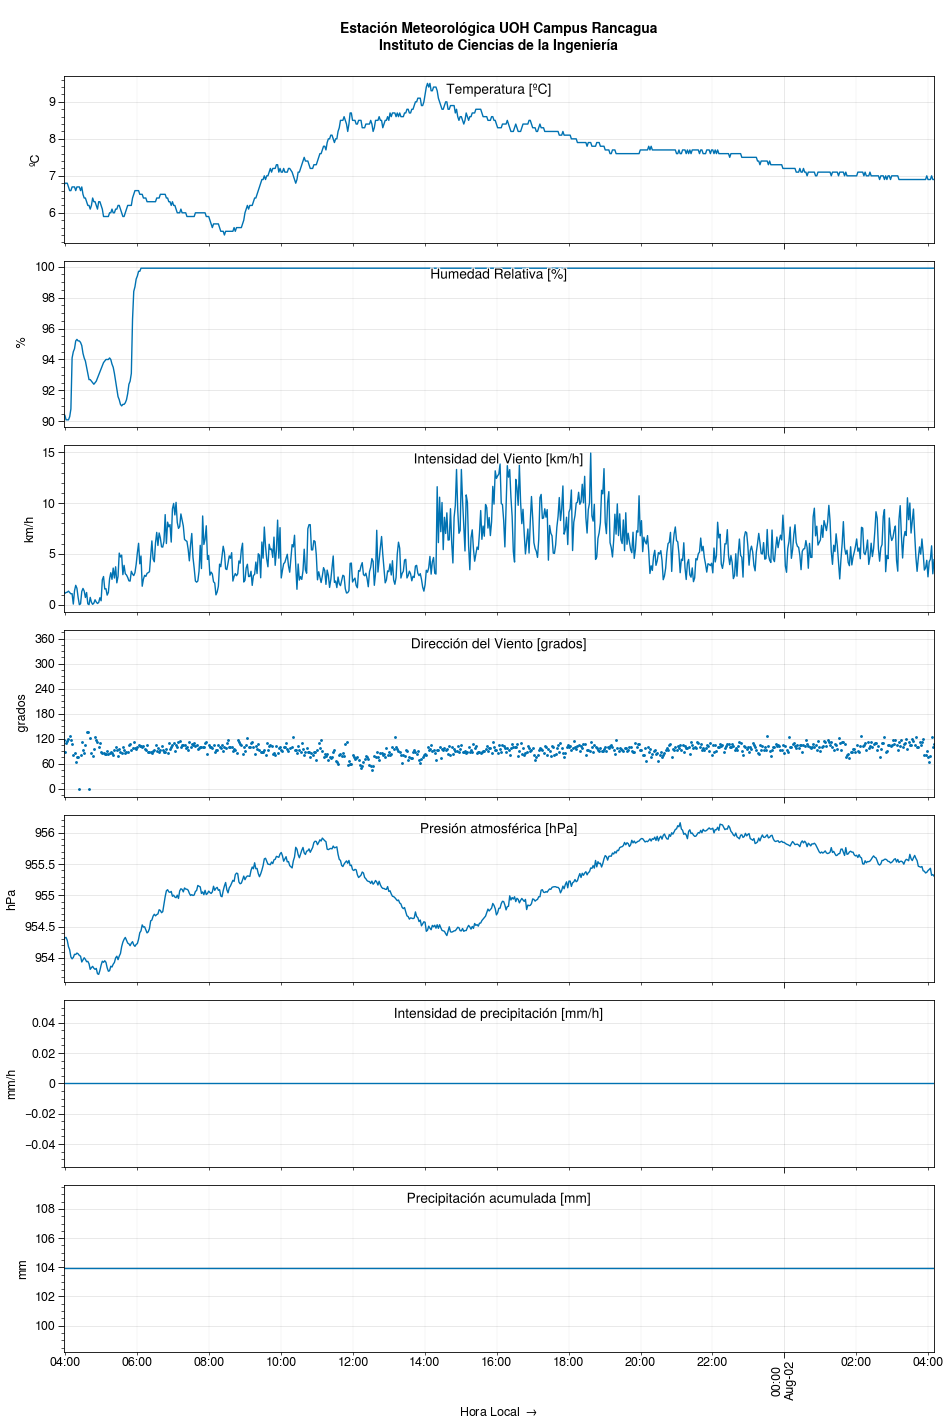 Estación Meteorológica UOH Campus Rancagua
Instituto de Ciencias de la Ingeniería
Temperatura [ºC]
ºC
9
8
7
6
Humedad Relativa [%]
%
100
98
96
94
92
90
Intensidad del Viento [km/h]
km/h
15
10
5
0
Dirección del Viento [grados]
grados
360
300
240
180
120
60
0
Presión atmosférica [hPa]
hPa
956
955.5
955
954.5
954
Intensidad de precipitación [mm/h]
mm/h
0.04
0.02
0
−0.02
−0.04
Precipitación acumulada [mm]
mm
108
106
104
102
100
04:00 06:00 08:00 10:00 12:00 14:00 16:00 18:00 20:00 22:00 00:00 02:00 04:00
Aug-02
Hora Local →